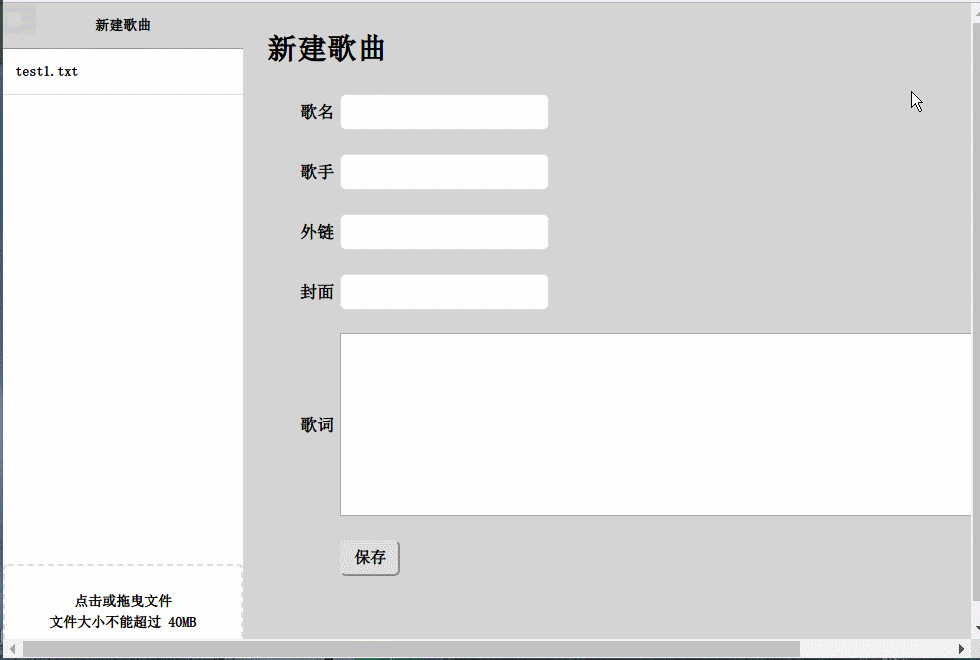 新建歌曲
test1.txt
点击或拖曳文件
文件大小不能超过 40MB
新建歌曲
歌名
歌手
外链
封面
歌词
保存